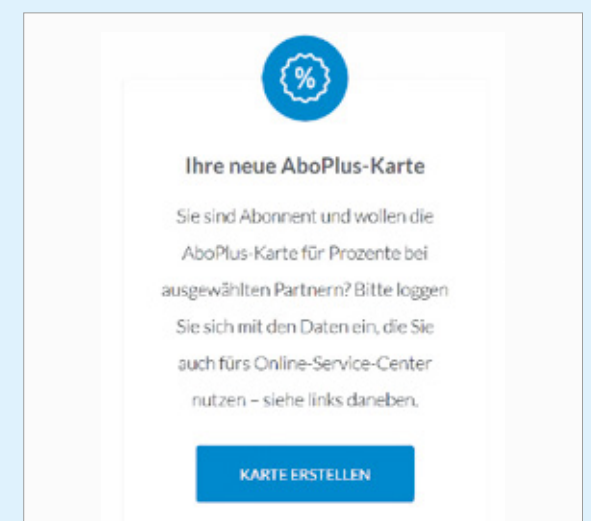 %
Ihre neue AboPlus-Karte
Sie sind Abonnent und wollen die
AboPlus-Karte für Prozente bei
ausgewählten Partnern? Bitte loggen
Sie sich mit den Daten ein, die Sie
auch fürs Online-Service-Center
nutzen – siehe links daneben.
KARTE ERSTELLEN